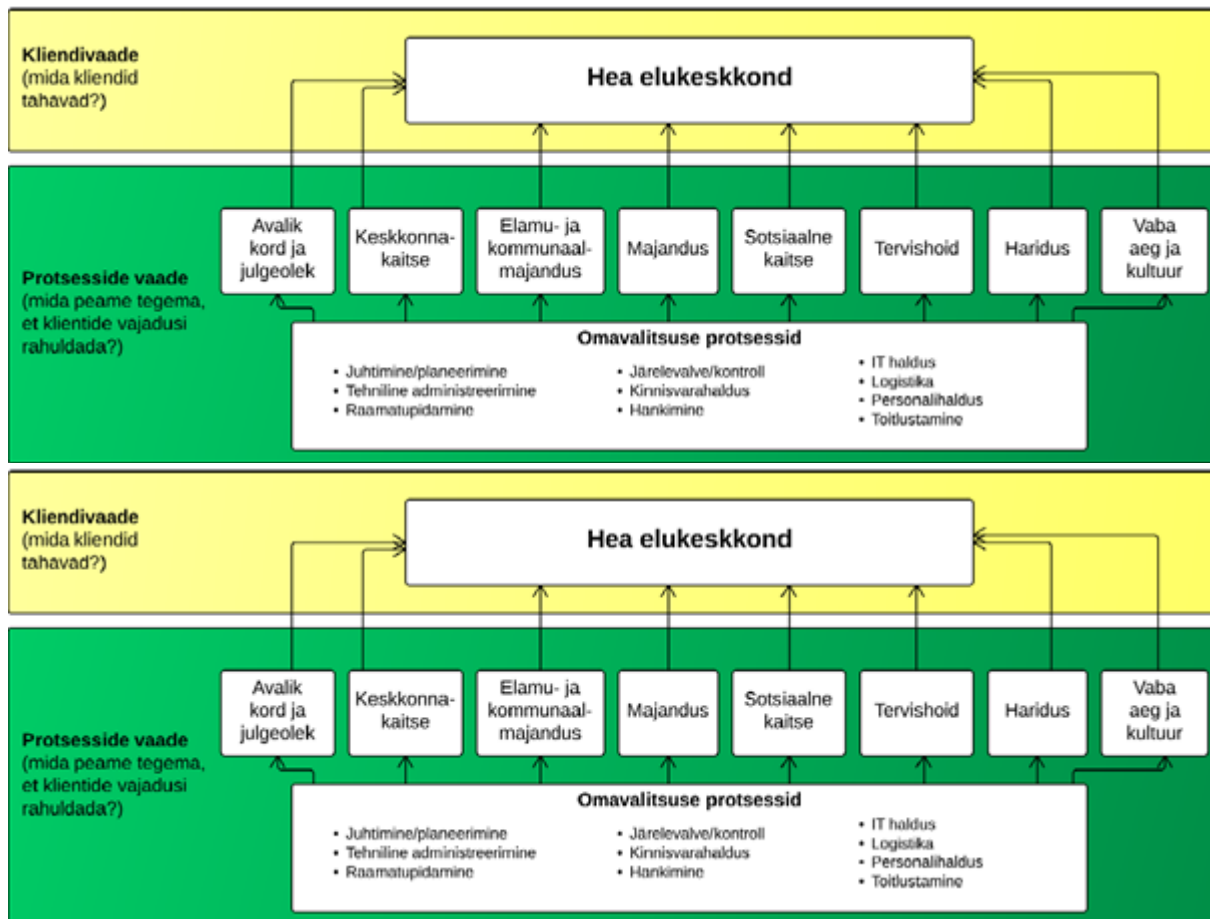 Kliendivaade
(mida kliendid
tahavad?)
Hea elukeskkond
Avalik
kord ja
julgeolek
Keskkonna-
kaitse
Elamu- ja
kommunaal-
majandus
Majandus
Sotsiaalne
kaitse
Tervishoid
Haridus
Vaba
aeg ja
kultuur
Protsesside vaade
(mida peame tegema,
et klientide vajadusi
rahuldada?)
Omavalitsuse protsessid
• Juhtimine/planeerimine
• Tehniline administreerimine
• Raamatupidamine
• Järelevalve/kontroll
• Kinnisvarahaldus
• Hankimine
• IT haldus
• Logistika
• Personalihaldus
• Toitlustamine
Kliendivaade
(mida kliendid
tahavad?)
Hea elukeskkond
Avalik
kord ja
julgeolek
Keskkonna-
kaitse
Elamu- ja
kommunaal-
majandus
Majandus
Sotsiaalne
kaitse
Tervishoid
Haridus
Vaba
aeg ja
kultuur
Protsesside vaade
(mida peame tegema,
et klientide vajadusi
rahuldada?)
Omavalitsuse protsessid
• Juhtimine/planeerimine
• Tehniline administreerimine
• Raamatupidamine
• Järelevalve/kontroll
• Kinnisvarahaldus
• Hankimine
• IT haldus
• Logistika
• Personalihaldus
• Toitlustamine